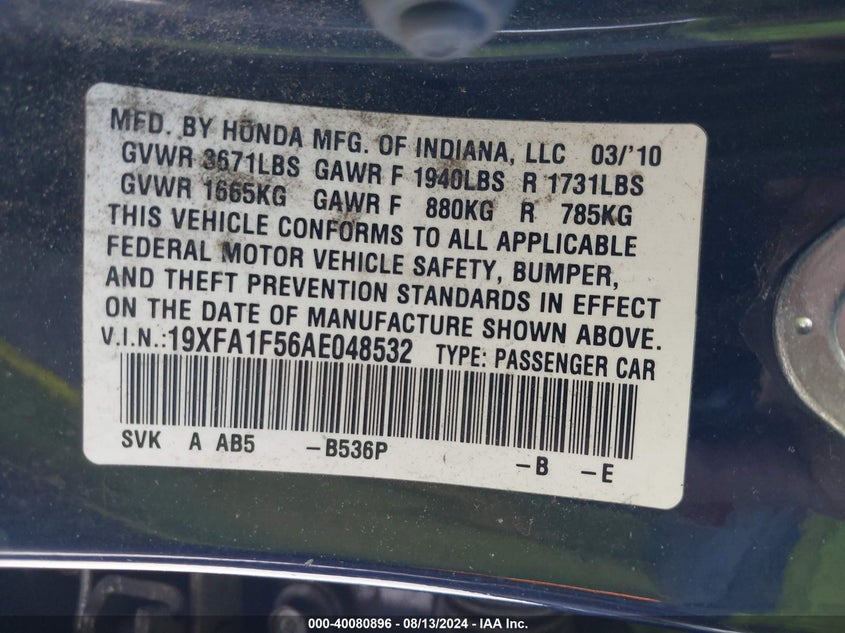 MFD. BY HONDA MFG. OF INDIANA, LLC 03/'10
GVWR 3671LBS GAWR F 1940LBS R 1731LBS
GVWR 1665KG GAWR F 880KG R 785KG
THIS VEHICLE CONFORMS TO ALL APPLICABLE
FEDERAL MOTOR VEHICLE SAFETY, BUMPER,
AND THEFT PREVENTION STANDARDS IN EFFECT
ON THE DATE OF MANUFACTURE SHOWN ABOVE.
V.I.N.:19XFA1F56AE048532 TYPE: PASSENGER CAR
SVK A AB5 –B536P –B –E
000-40080896 - 08/13/2024 - IAA Inc.